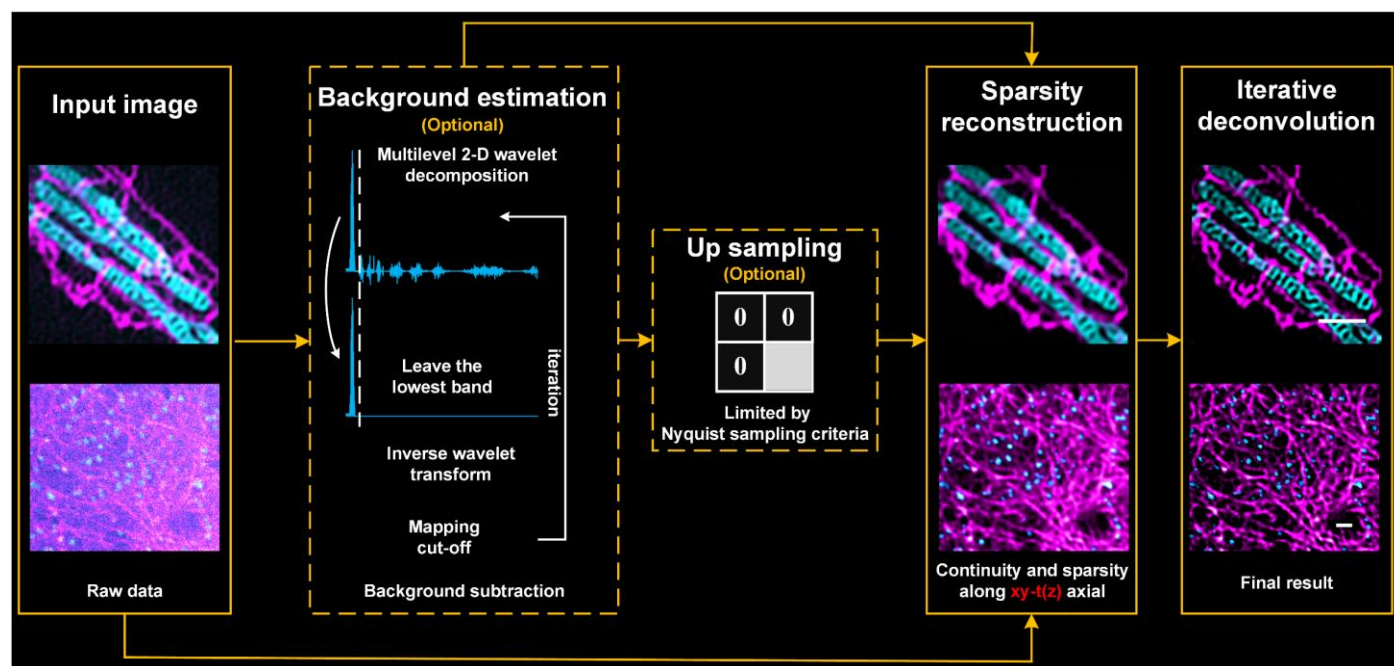 Input image
Raw data
Background estimation
(Optional)
Multilevel 2-D wavelet
decomposition
Leave the
lowest band
iteration
Inverse wavelet
transform
Mapping
cut-off
Background subtraction
Up sampling
(Optional)
0 0
0
Limited by
Nyquist sampling criteria
Sparsity
reconstruction
Continuity and sparsity
along xy-t(z) axial
Iterative
deconvolution
Final result